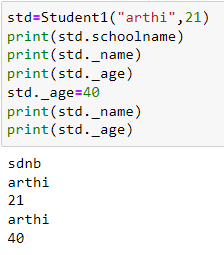 std=Student1("arthi",21)
print(std.schoolname)
print(std._name)
print(std._age)
std._age=40
print(std._name)
print(std._age)
sdnb
arthi
21
arthi
40